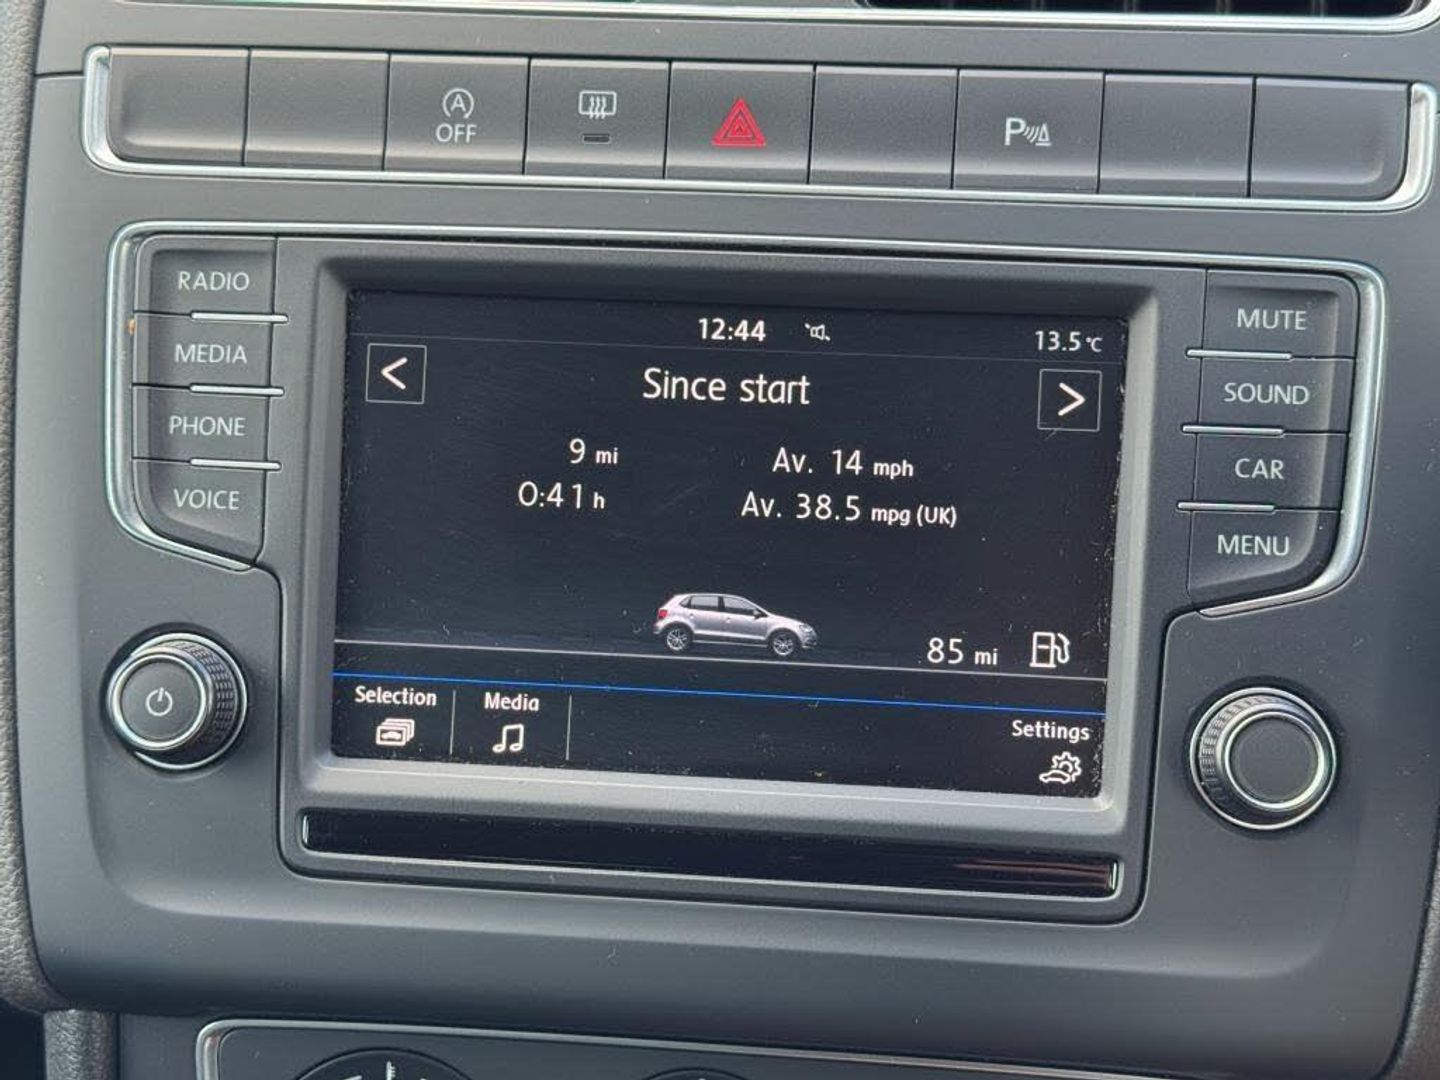 OFF
P
RADIO
MEDIA
PHONE
VOICE
12:44
13.5 °C
<
Since start
>
9 mi
Av. 14 mph
0:41 h
Av. 38.5 mpg (UK)
85 mi
Selection
Media
Settings
MUTE
SOUND
CAR
MENU